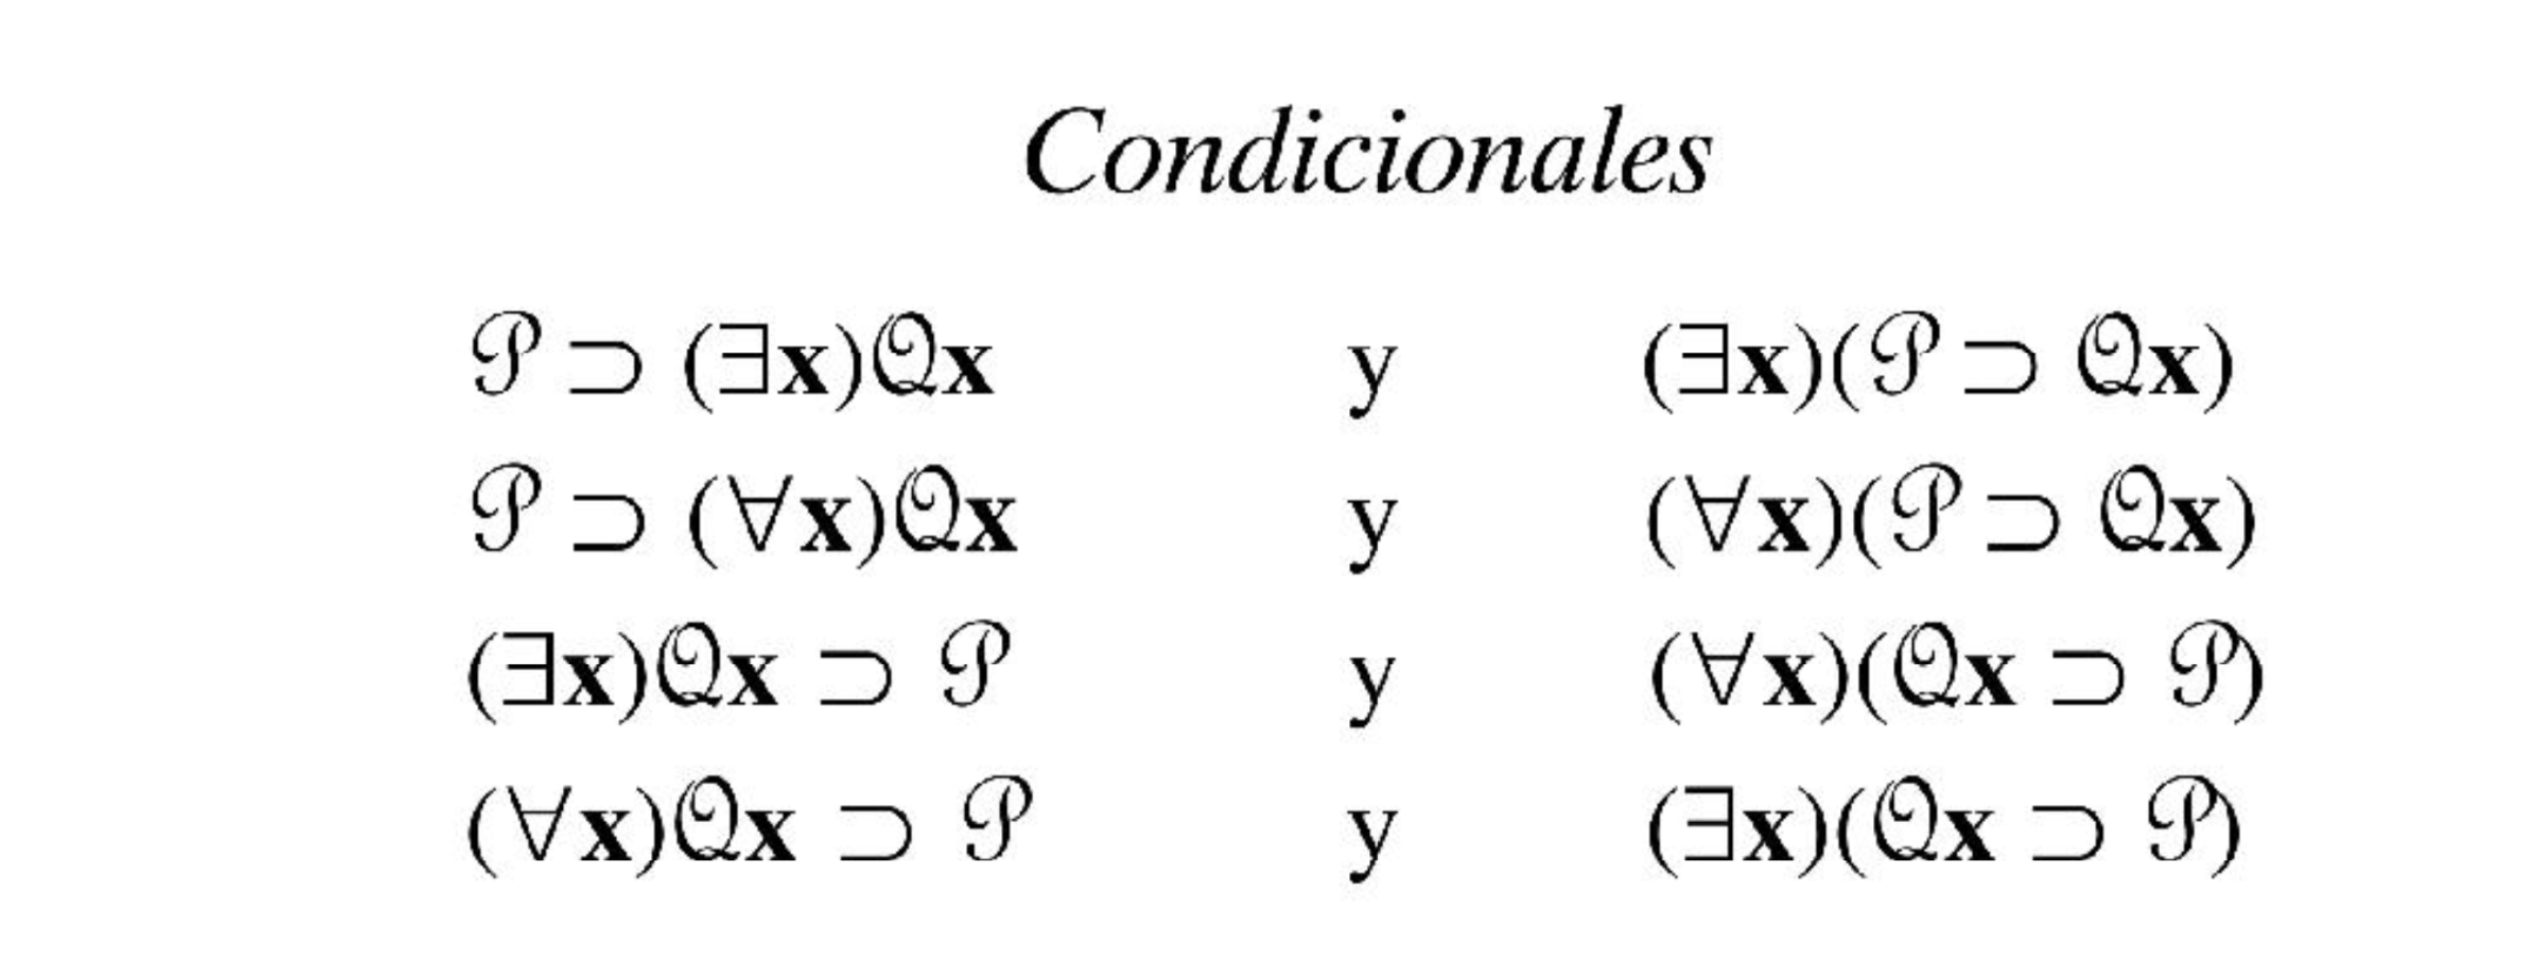 Condicionales
𝒫 ⊃ (∃x)𝒬x y (∃x)(𝒫 ⊃ 𝒬x)
𝒫 ⊃ (∀x)𝒬x y (∀x)(𝒫 ⊃ 𝒬x)
(∃x)𝒬x ⊃ 𝒫 y (∀x)(𝒬x ⊃ 𝒫)
(∀x)𝒬x ⊃ 𝒫 y (∃x)(𝒬x ⊃ 𝒫)